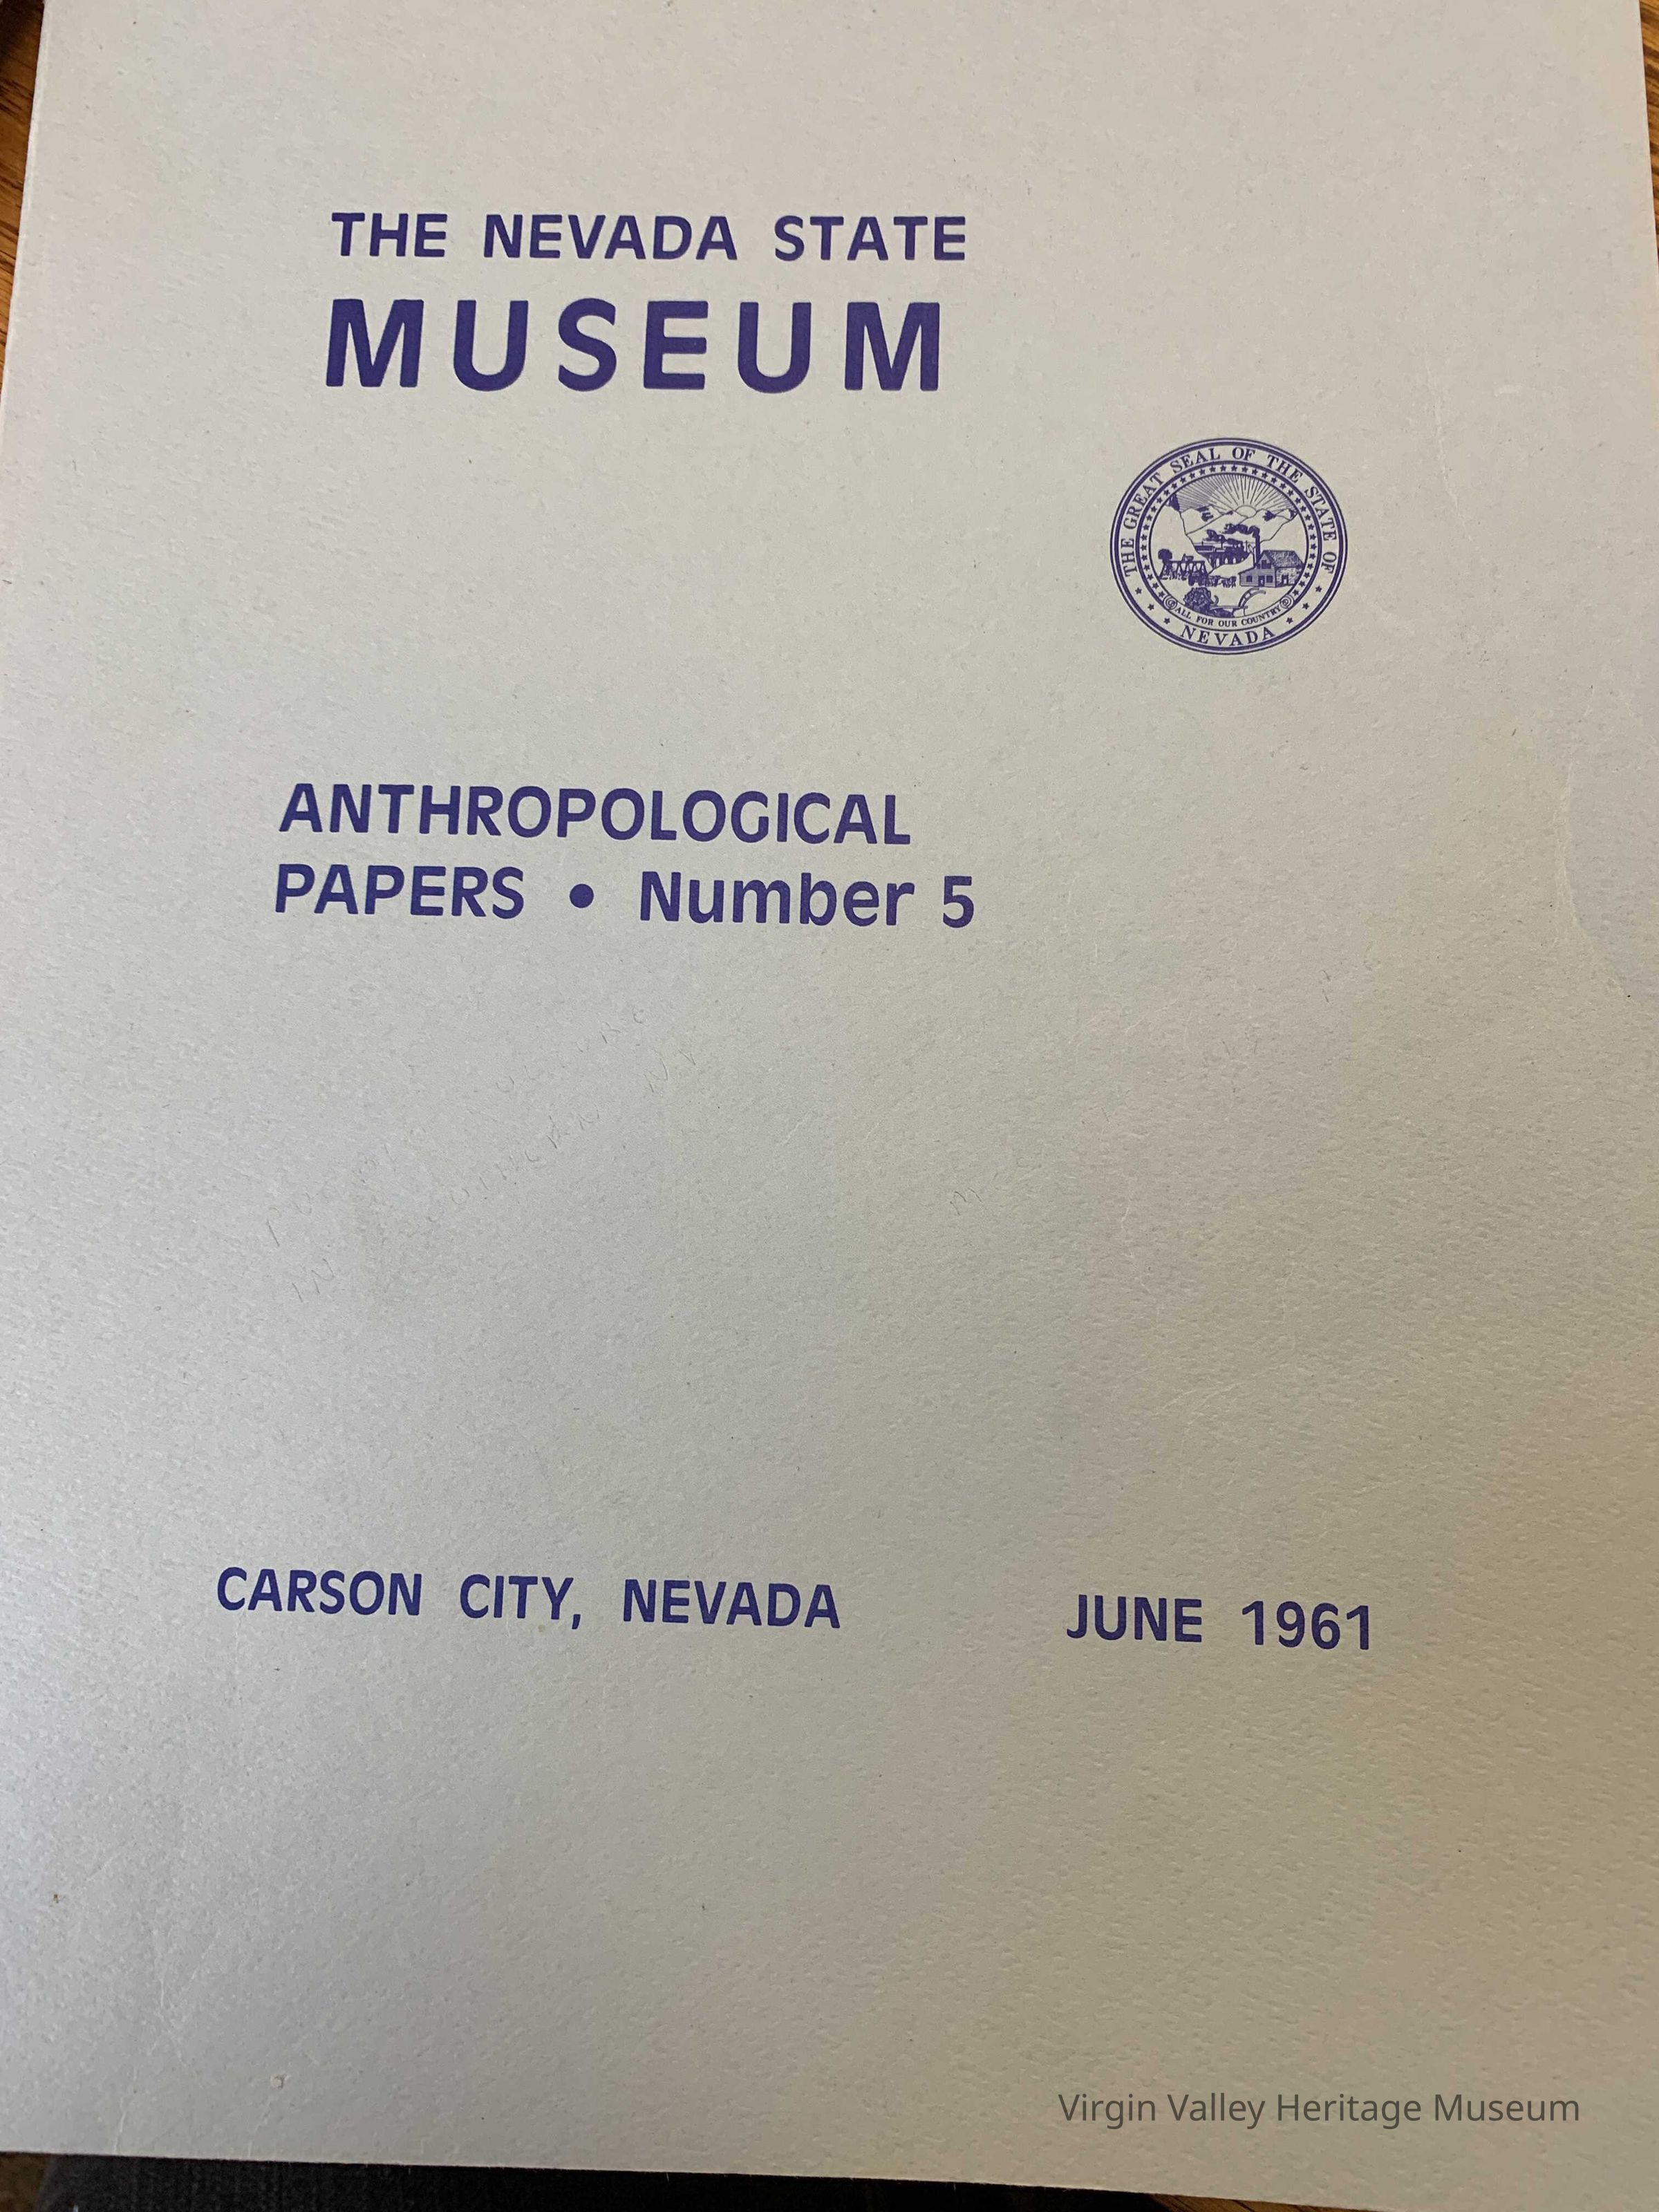 THE NEVADA STATE
MUSEUM
THE GREAT SEAL OF THE STATE OF
ALL FOR OUR COUNTRY
NEVADA
ANTHROPOLOGICAL
PAPERS • Number 5
IN
CARSON CITY, NEVADA JUNE 1961
Virgin Valley Heritage Museum